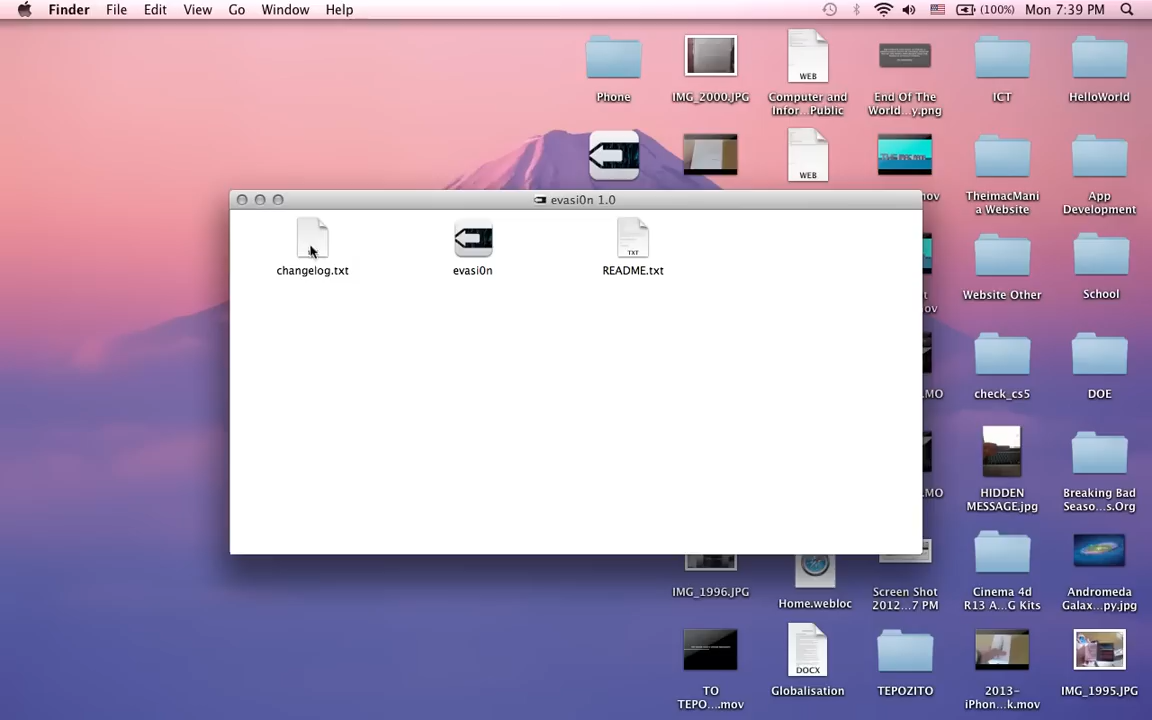 Finder File Edit View Go Window Help (100%) Mon 7:39 PM
Phone
IMG_2000.JPG
WEB
Computer and
Infor...Public
End Of The
World...y.png
ICT
HelloWorld
WEB
TheimacMani
a Website
App
Development
evasi0n 1.0
changelog.txt
evasi0n
TXT
README.txt
Website Other
School
check_cs5
DOE
HIDDEN
MESSAGE.jpg
Breaking Bad
Seaso...s.Org
IMG_1996.JPG
Home.webloc
Screen Shot
2012...7 PM
Cinema 4d
R13 A...G Kits
Andromeda
Galax...py.jpg
TO
TEPO....mov
DOCX
Globalisation
TEPOZITO
2013-
iPhon...k.mov
IMG_1995.JPG